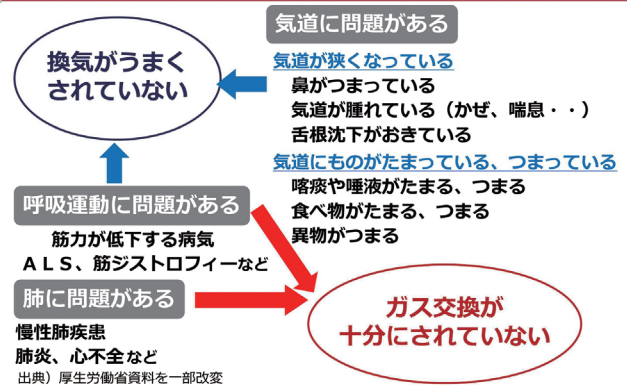 換気がうまく
されていない
気道に問題がある
気道が狭くなっている
鼻がつまっている
気道が腫れている（かぜ、喘息・・）
舌根沈下がおきている
気道にものがたまっている、つまっている
喀痰や唾液がたまる、つまる
食べ物がたまる、つまる
異物がつまる
呼吸運動に問題がある
筋力が低下する病気
ＡＬＳ、筋ジストロフィーなど
肺に問題がある
慢性肺疾患
肺炎、心不全など
出典）厚生労働省資料を一部改変
ガス交換が
十分にされていない